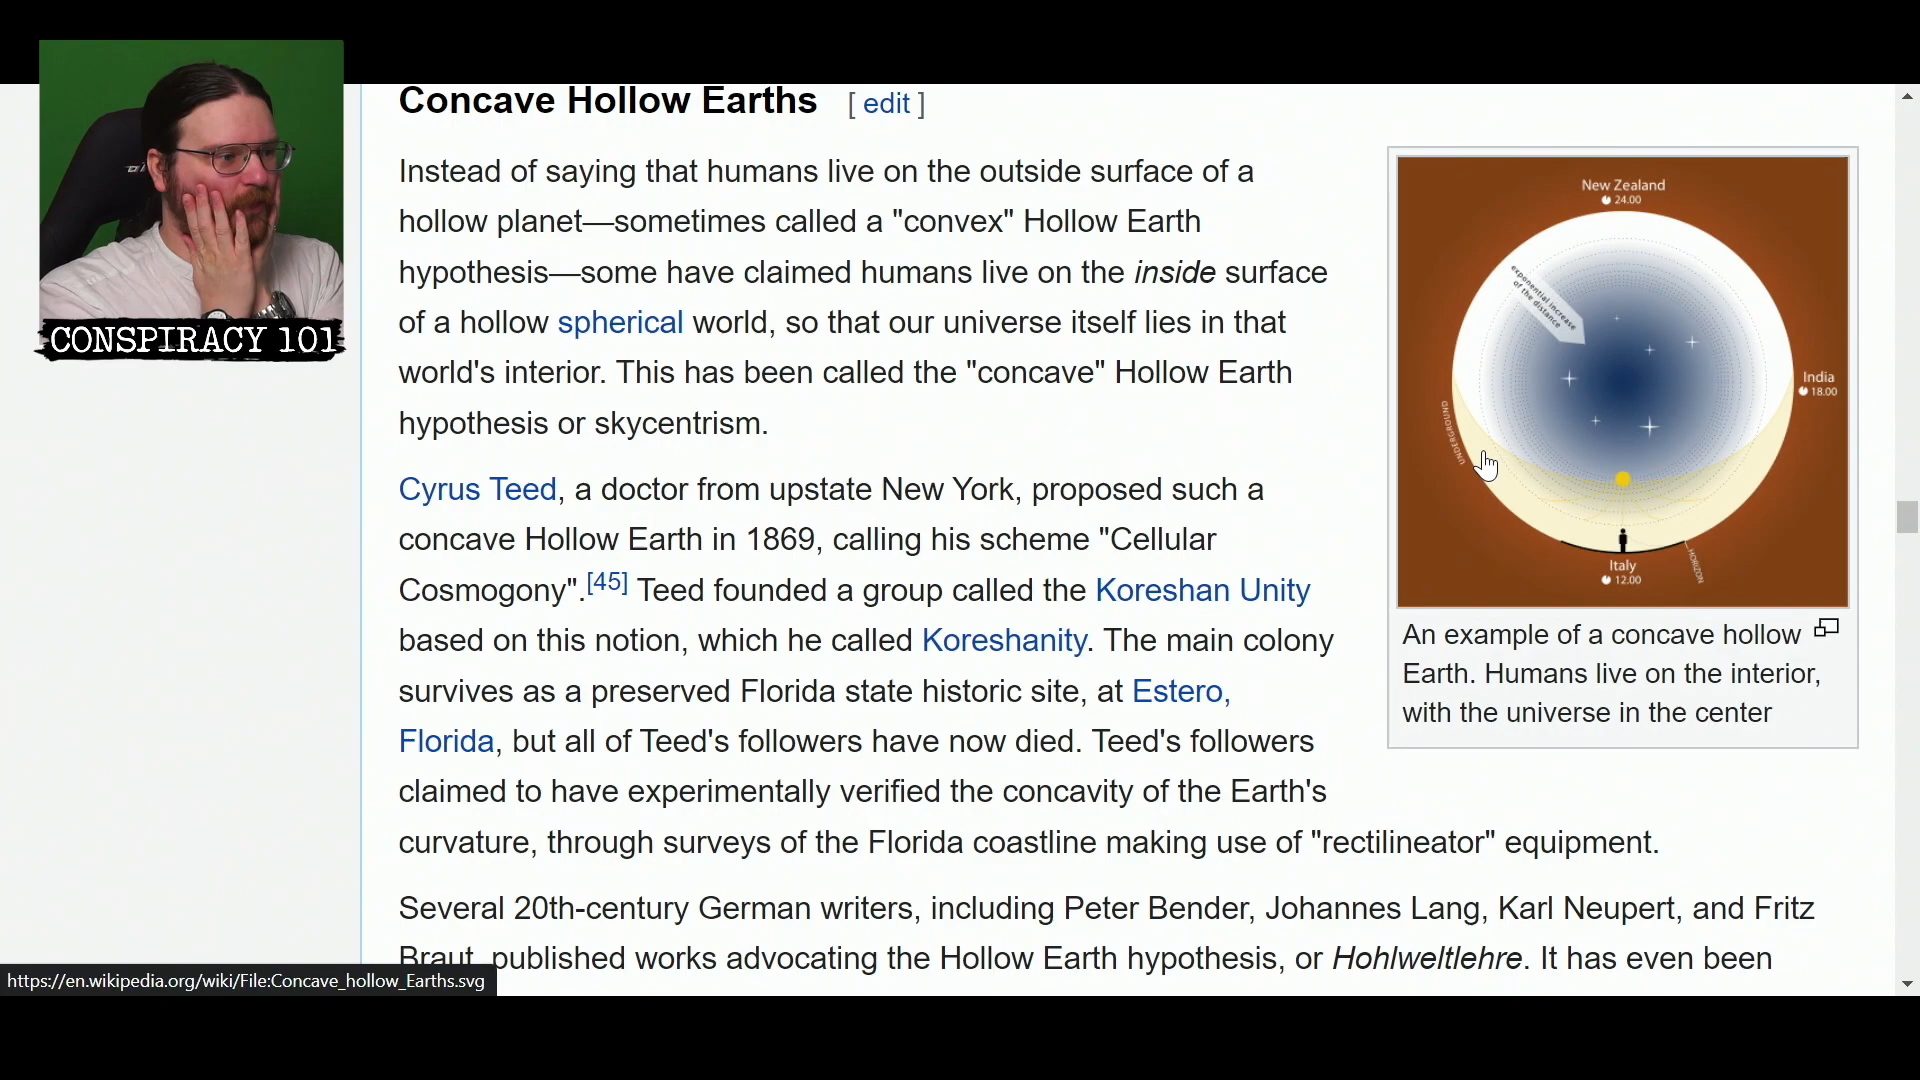 CONSPIRACY 101
Concave Hollow Earths [ edit ]
Instead of saying that humans live on the outside surface of a
hollow planet—sometimes called a "convex" Hollow Earth
hypothesis—some have claimed humans live on the inside surface
of a hollow spherical world, so that our universe itself lies in that
world's interior. This has been called the "concave" Hollow Earth
hypothesis or skycentrism.
Cyrus Teed, a doctor from upstate New York, proposed such a
concave Hollow Earth in 1869, calling his scheme "Cellular
Cosmogony".[45] Teed founded a group called the Koreshan Unity
based on this notion, which he called Koreshanity. The main colony
survives as a preserved Florida state historic site, at Estero,
Florida, but all of Teed's followers have now died. Teed's followers
claimed to have experimentally verified the concavity of the Earth's
curvature, through surveys of the Florida coastline making use of "rectilineator" equipment.
Several 20th-century German writers, including Peter Bender, Johannes Lang, Karl Neupert, and Fritz
Braut, published works advocating the Hollow Earth hypothesis, or Hohlweltlehre. It has even been
New Zealand
24.00
exponential increase
of the distance
India
18.00
UNDERGROUND
HORIZON
Italy
12.00
An example of a concave hollow
Earth. Humans live on the interior,
with the universe in the center
https://en.wikipedia.org/wiki/File:Concave_hollow_Earths.svg